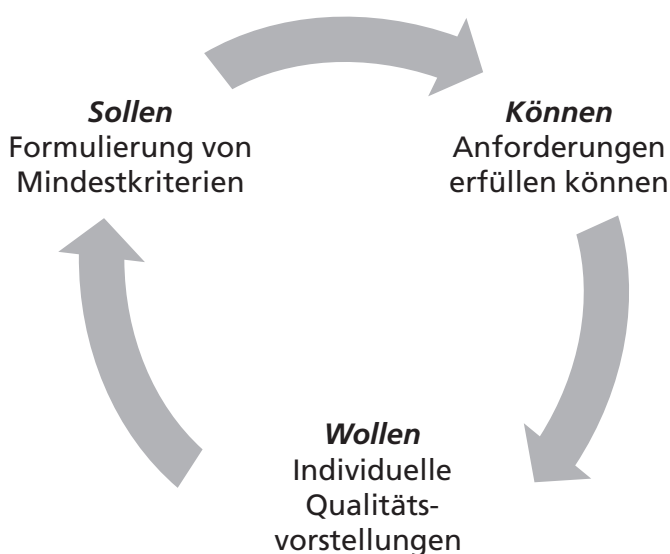 Sollen
Formulierung von
Mindestkriterien
Können
Anforderungen
erfüllen können
Wollen
Individuelle
Qualitäts-
vorstellungen